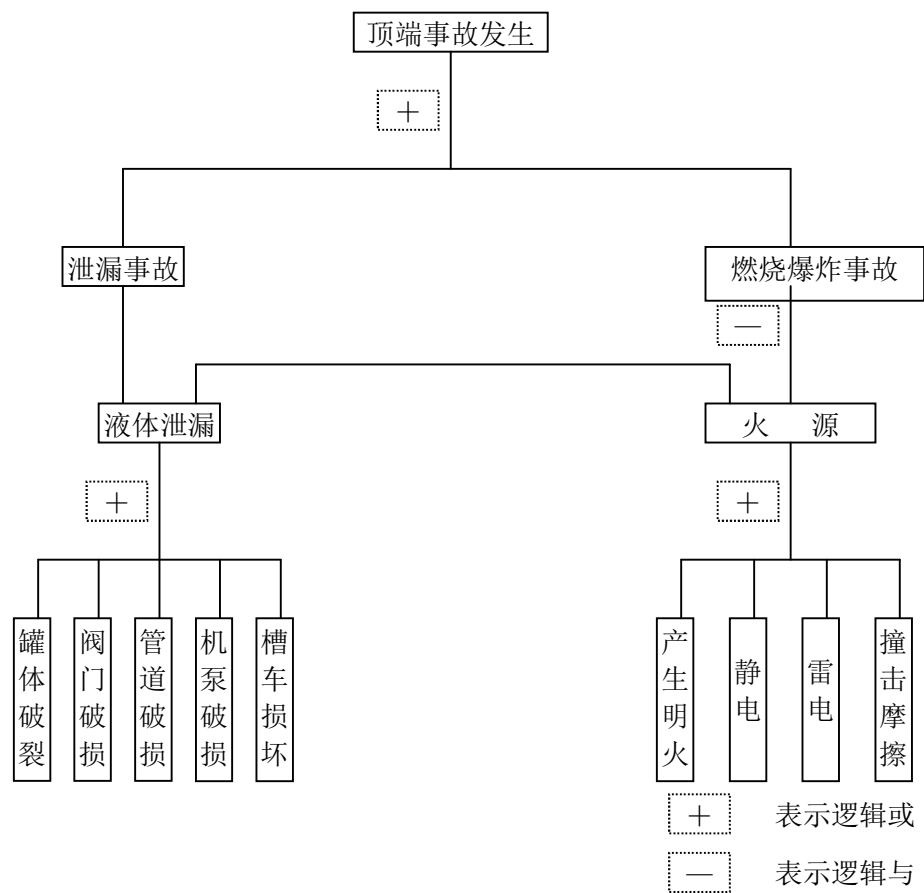 顶端事故发生
＋
泄漏事故
燃烧爆炸事故
—
液体泄漏
火 源
＋
＋
罐体破裂
阀门破损
管道破损
机泵破损
槽车损坏
产生明火
静电
雷电
撞击摩擦
＋ 表示逻辑或
— 表示逻辑与